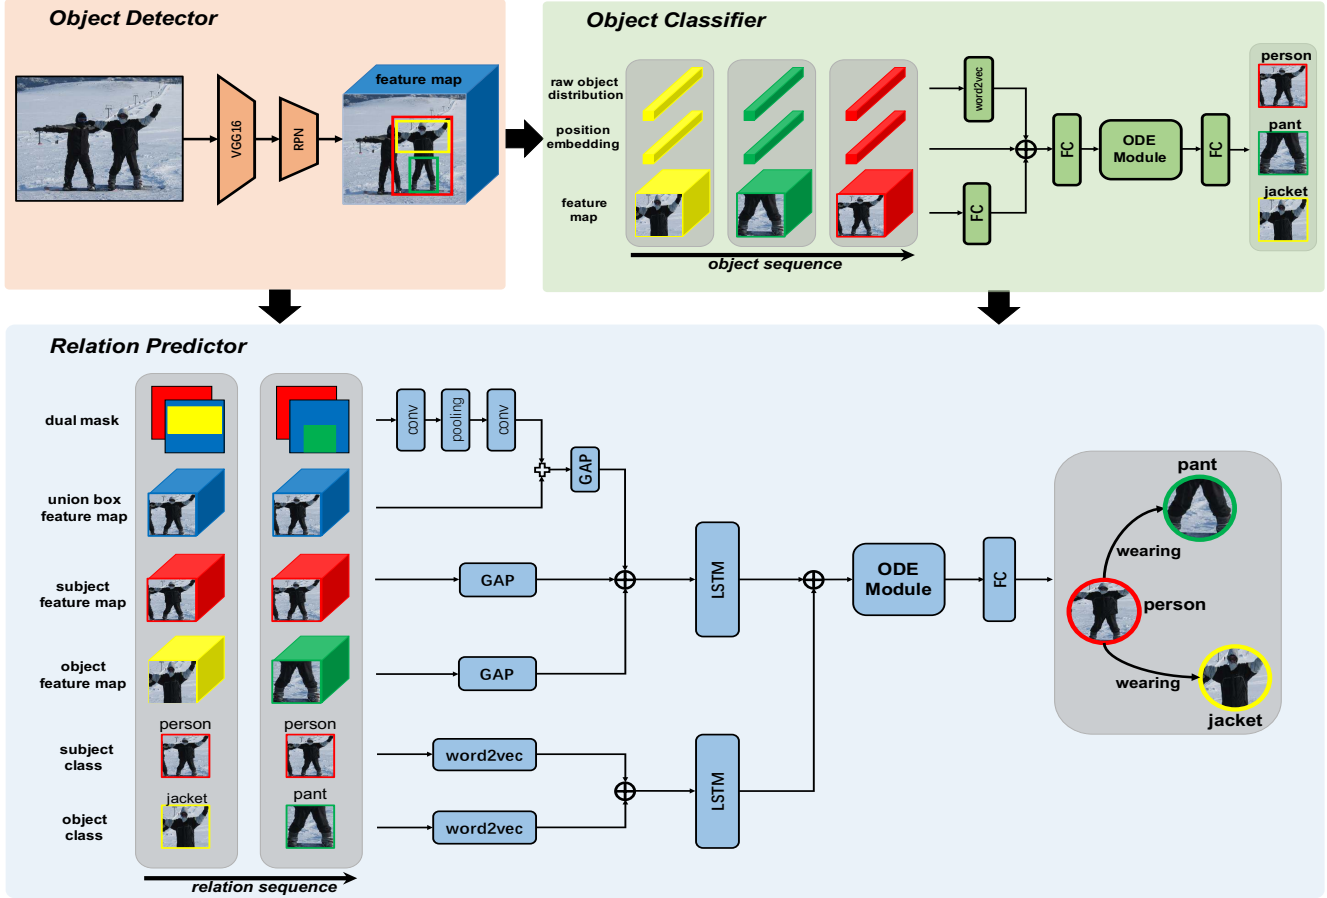 Object Detector
VGG16
RPN
feature map
Object Classifier
raw object
distribution
position
embedding
feature
map
object sequence
word2vec
FC
FC
ODE
Module
FC
person
pant
jacket
Relation Predictor
dual mask
union box
feature map
subject
feature map
object
feature map
subject
class
object
class
person
jacket
person
pant
relation sequence
conv
pooling
conv
GAP
GAP
GAP
word2vec
word2vec
LSTM
LSTM
ODE
Module
FC
pant
wearing
person
wearing
jacket